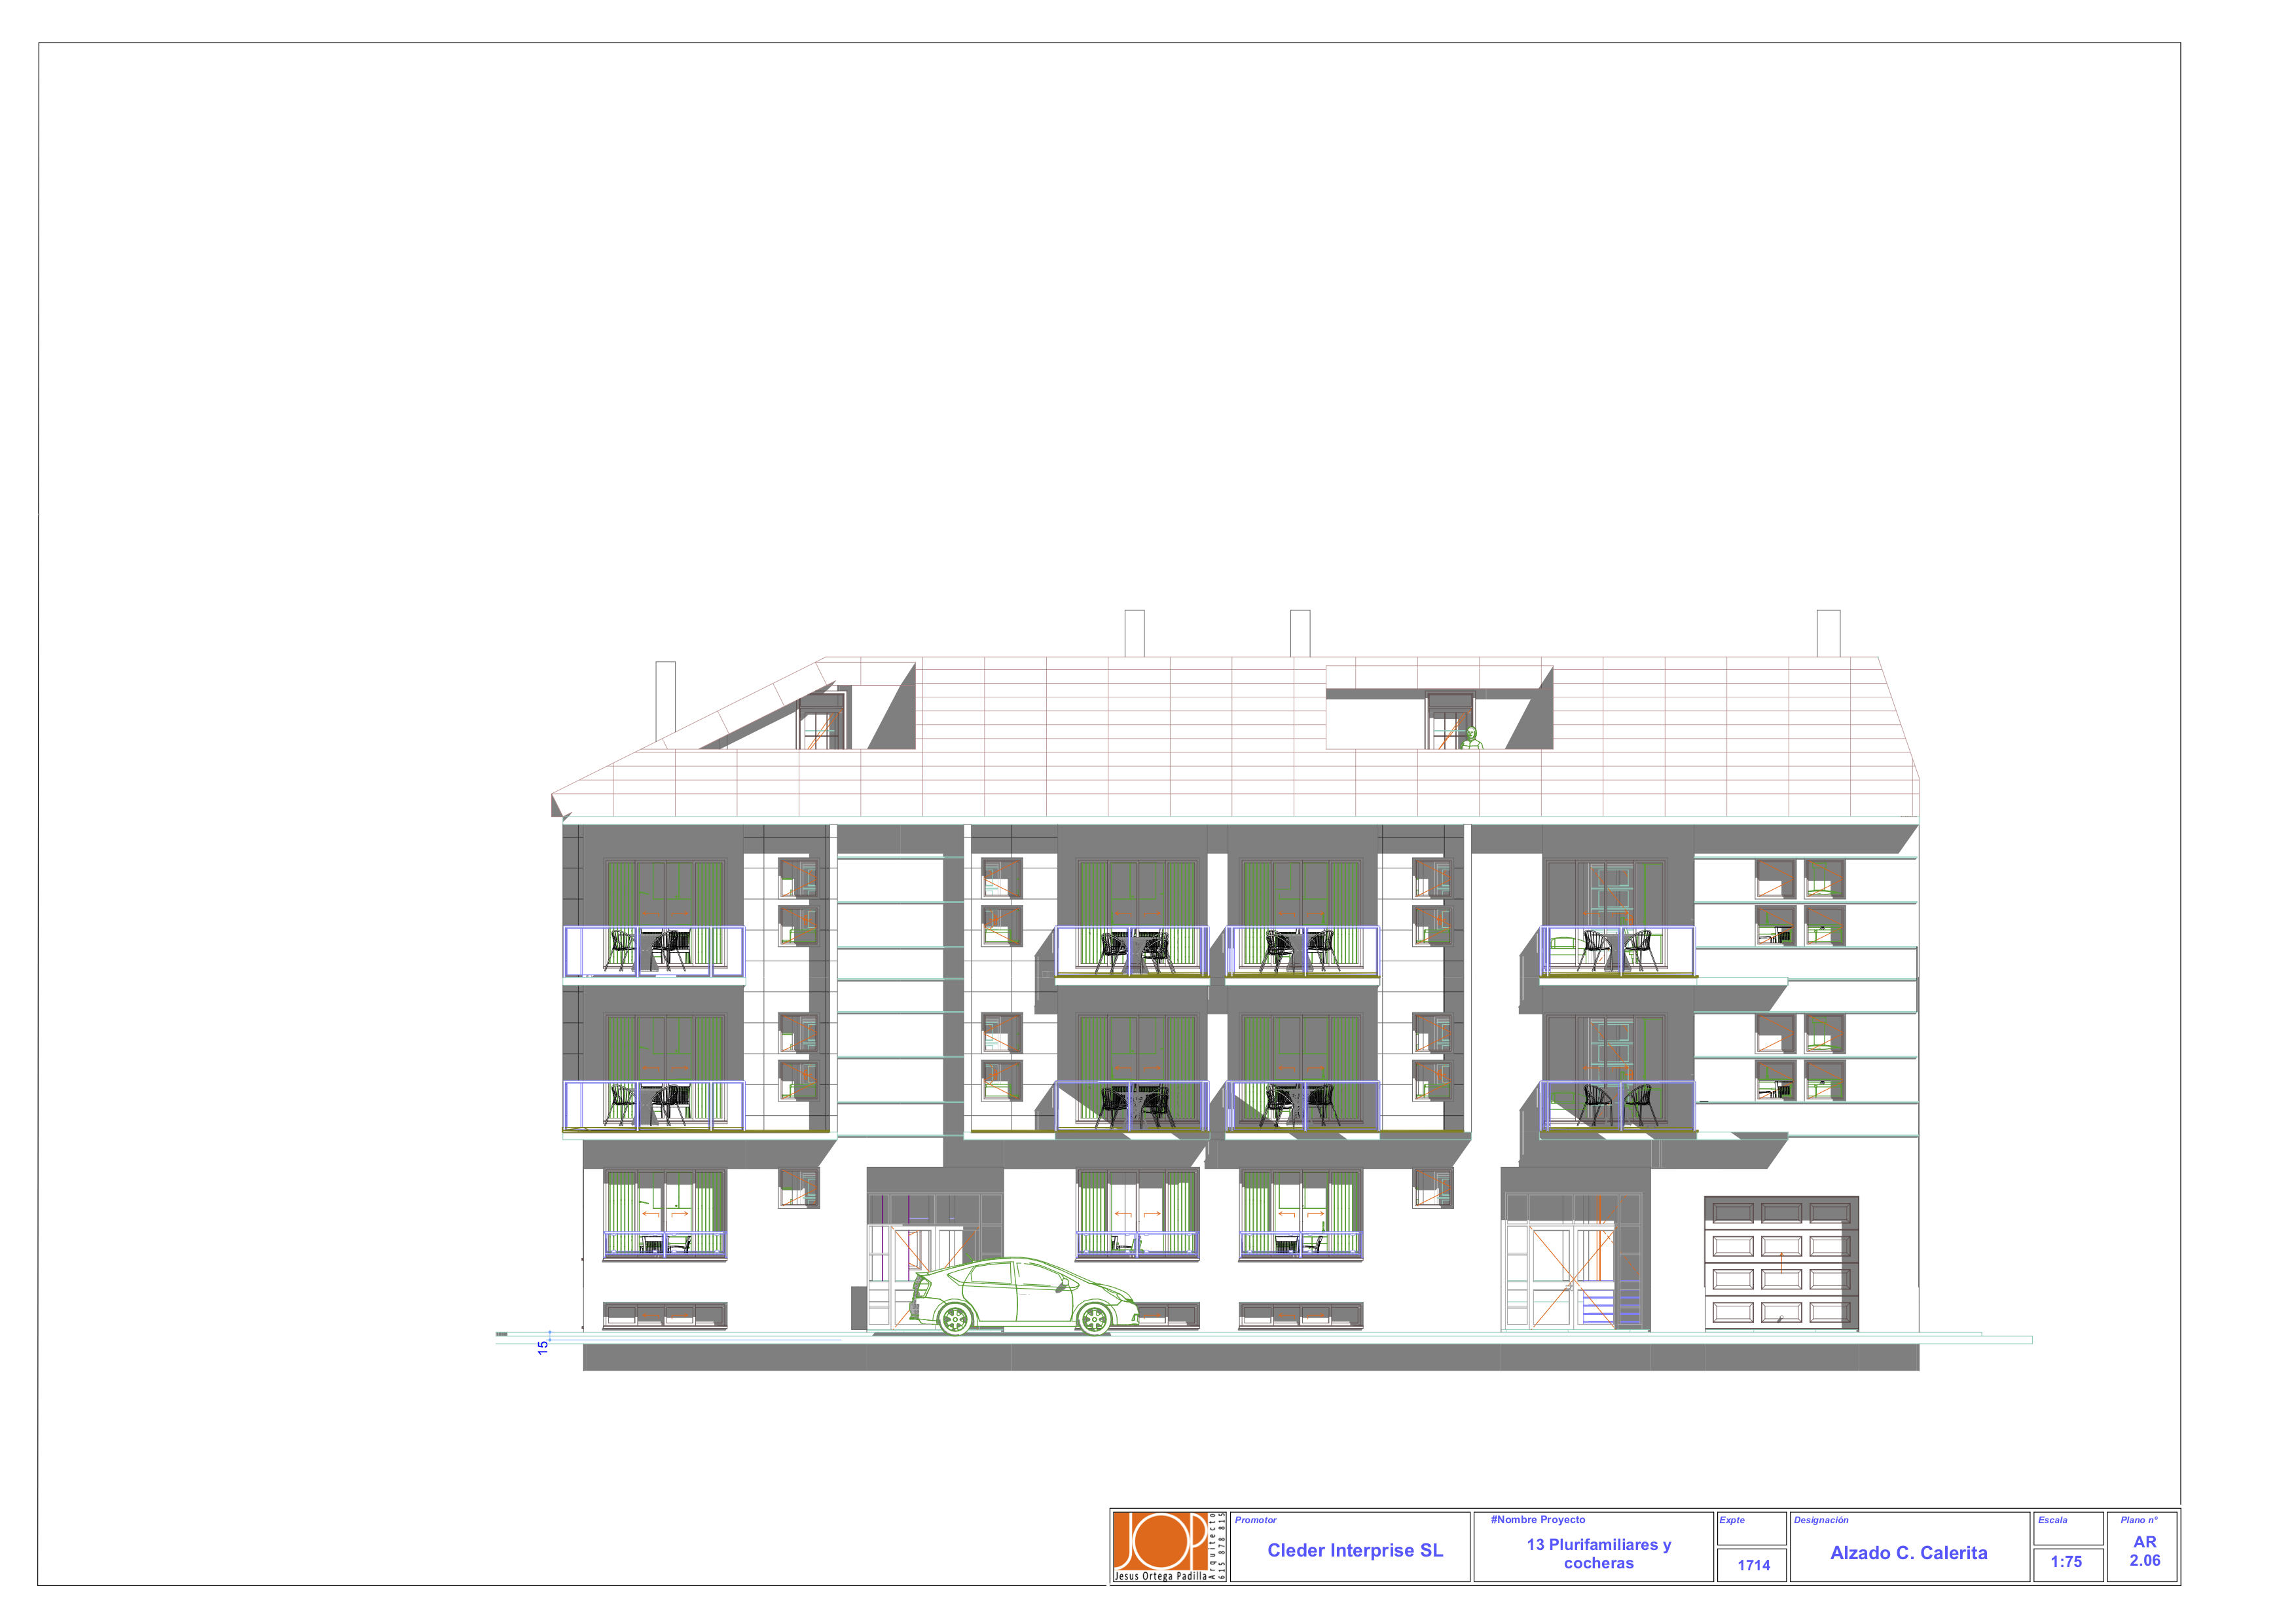 15
Jesus Ortega Padilla
Arquitecto
615 878 815
Promotor
Cleder Interprise SL
#Nombre Proyecto
13 Plurifamiliares y
cocheras
Expte
1714
Designación
Alzado C. Calerita
Escala
1:75
Plano nº
AR
2.06